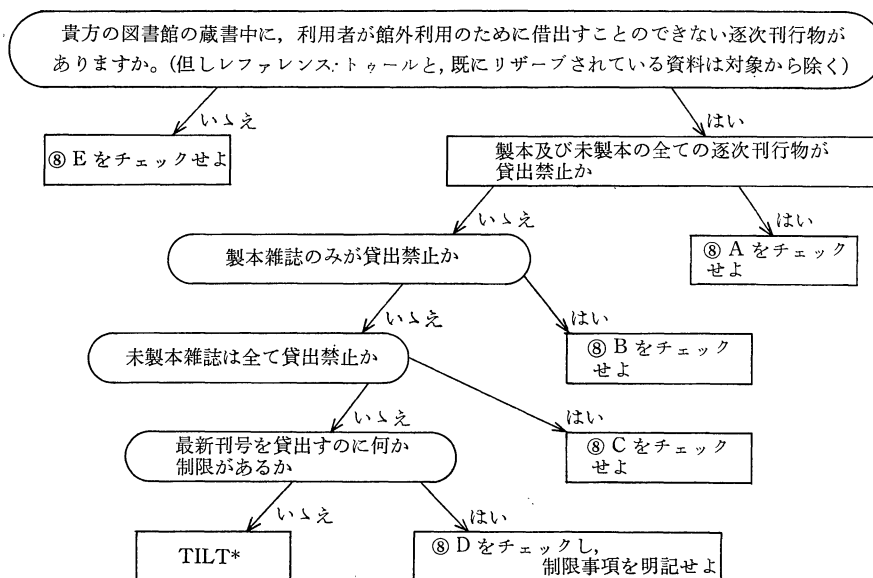 貴方の図書館の蔵書中に，利用者が館外利用のために借出すことのできない逐次刊行物が
ありますか。(但しレファレンス・トゥールと，既にリザーブされている資料は対象から除く)
いゝえ
はい
⑧ E をチェックせよ
製本及び未製本の全ての逐次刊行物が
貸出禁止か
いゝえ
はい
製本雑誌のみが貸出禁止か
⑧ A をチェック
せよ
いゝえ
はい
未製本雑誌は全て貸出禁止か
⑧ B をチェック
せよ
いゝえ
はい
最新刊号を貸出すのに何か
制限があるか
⑧ C をチェック
せよ
いゝえ
はい
TILT*
⑧ D をチェックし，
制限事項を明記せよ